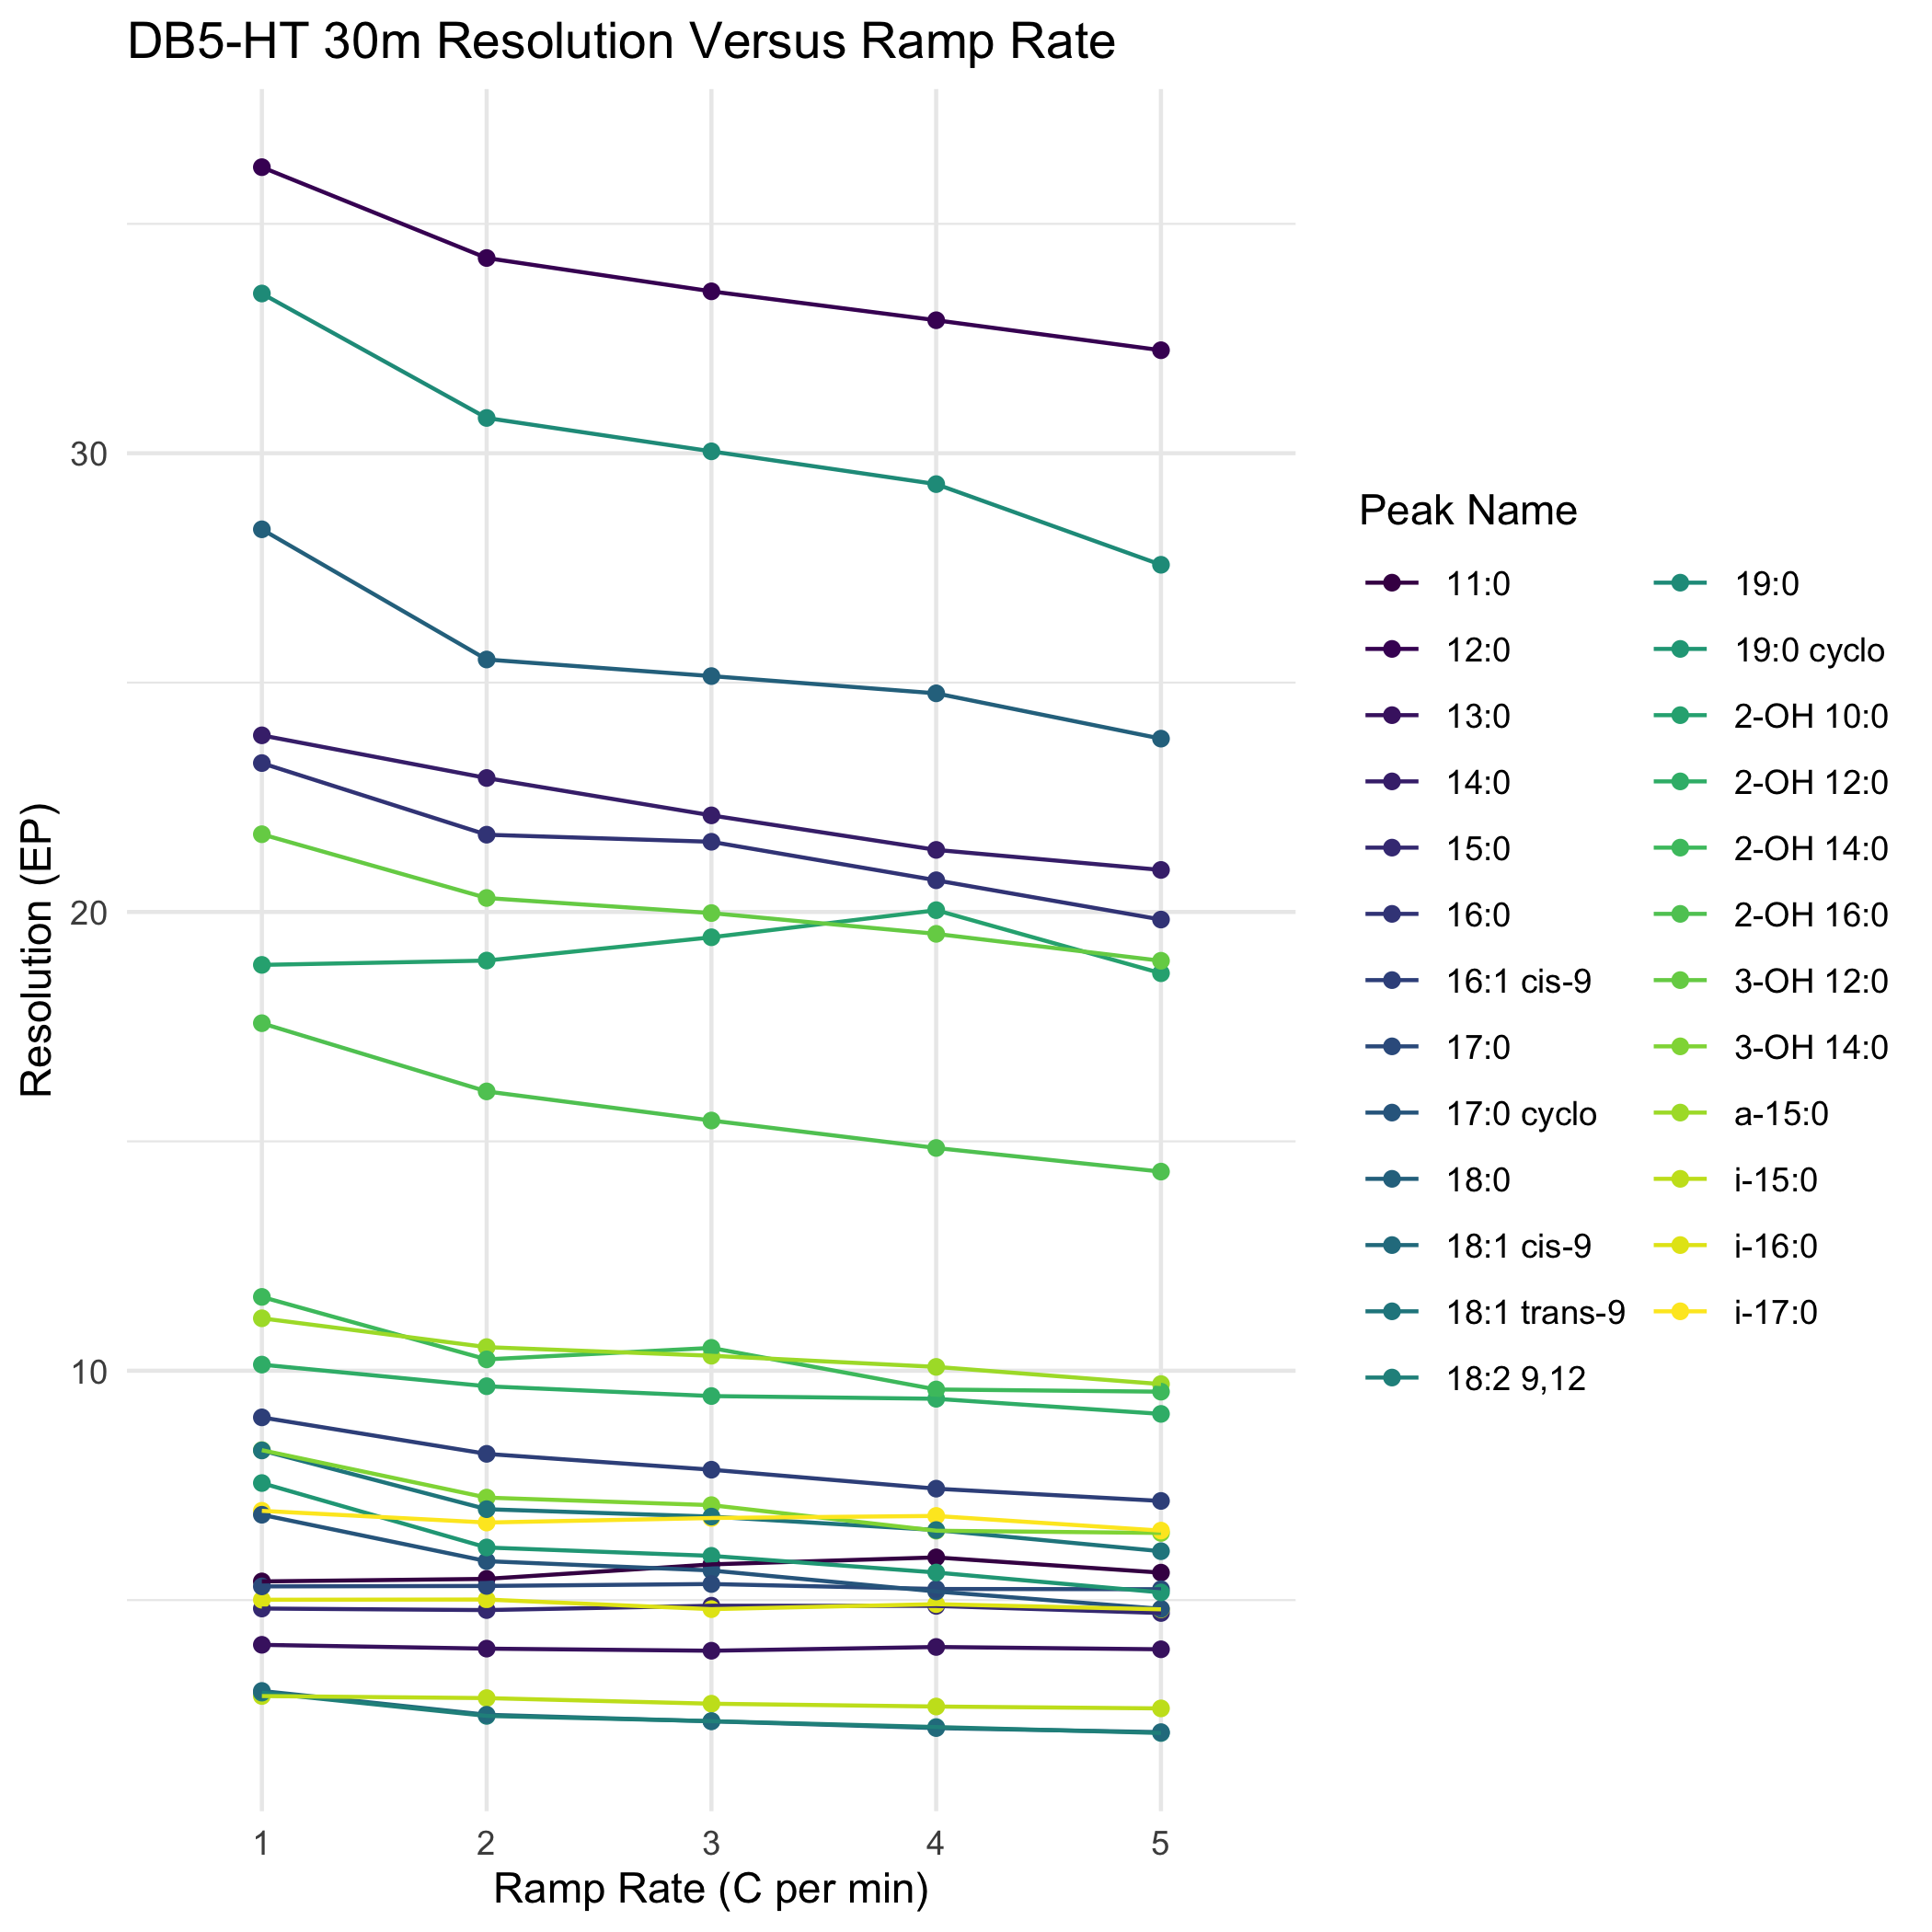 DB5-HT 30m Resolution Versus Ramp Rate
Resolution (EP)
30
20
10
1 2 3 4 5
Ramp Rate (C per min)
Peak Name
11:0
12:0
13:0
14:0
15:0
16:0
16:1 cis-9
17:0
17:0 cyclo
18:0
18:1 cis-9
18:1 trans-9
18:2 9,12
19:0
19:0 cyclo
2-OH 10:0
2-OH 12:0
2-OH 14:0
2-OH 16:0
3-OH 12:0
3-OH 14:0
a-15:0
i-15:0
i-16:0
i-17:0